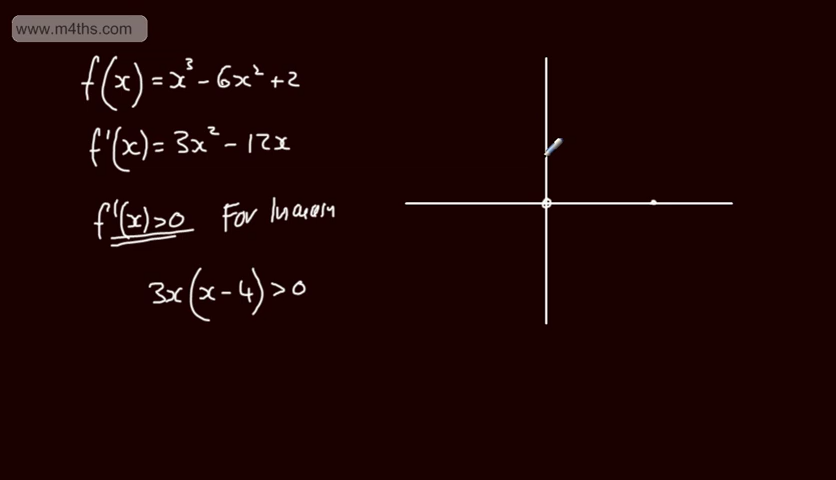 www.m4ths.com
f(x) = x³ - 6x² + 2
f'(x) = 3x² - 12x
f'(x) > 0 For
3x(x - 4) > 0